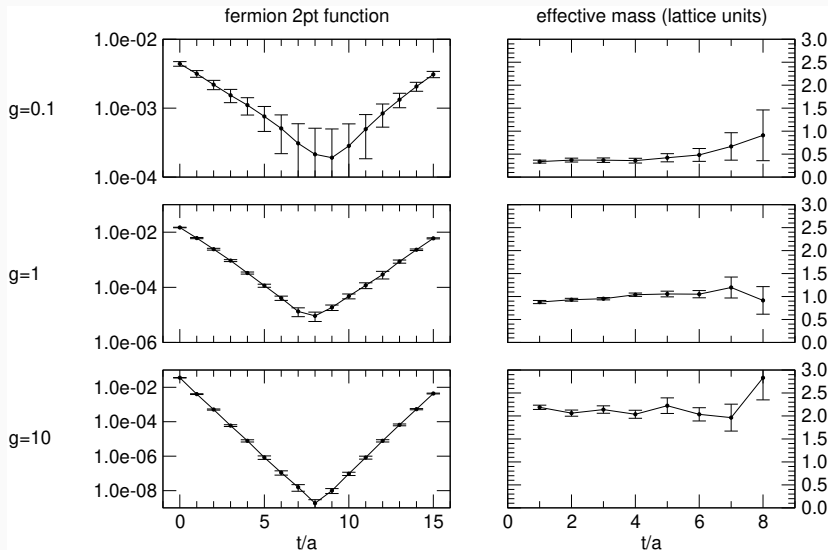 fermion 2pt function effective mass (lattice units)
g=0.1
1.0e-02
1.0e-03
1.0e-04
3.0
2.5
2.0
1.5
1.0
0.5
0.0
g=1
1.0e-02
1.0e-04
1.0e-06
3.0
2.5
2.0
1.5
1.0
0.5
0.0
g=10
1.0e-02
1.0e-04
1.0e-06
1.0e-08
3.0
2.5
2.0
1.5
1.0
0.5
0.0
0 5 10 15 0 2 4 6 8
t/a t/a